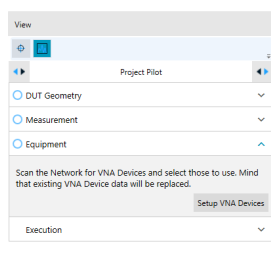 View
Project Pilot
DUT Geometry
Measurement
Equipment
Scan the Network for VNA Devices and select
those to use. Mind
that existing VNA Device data will be replaced.
Setup VNA Devices
Execution